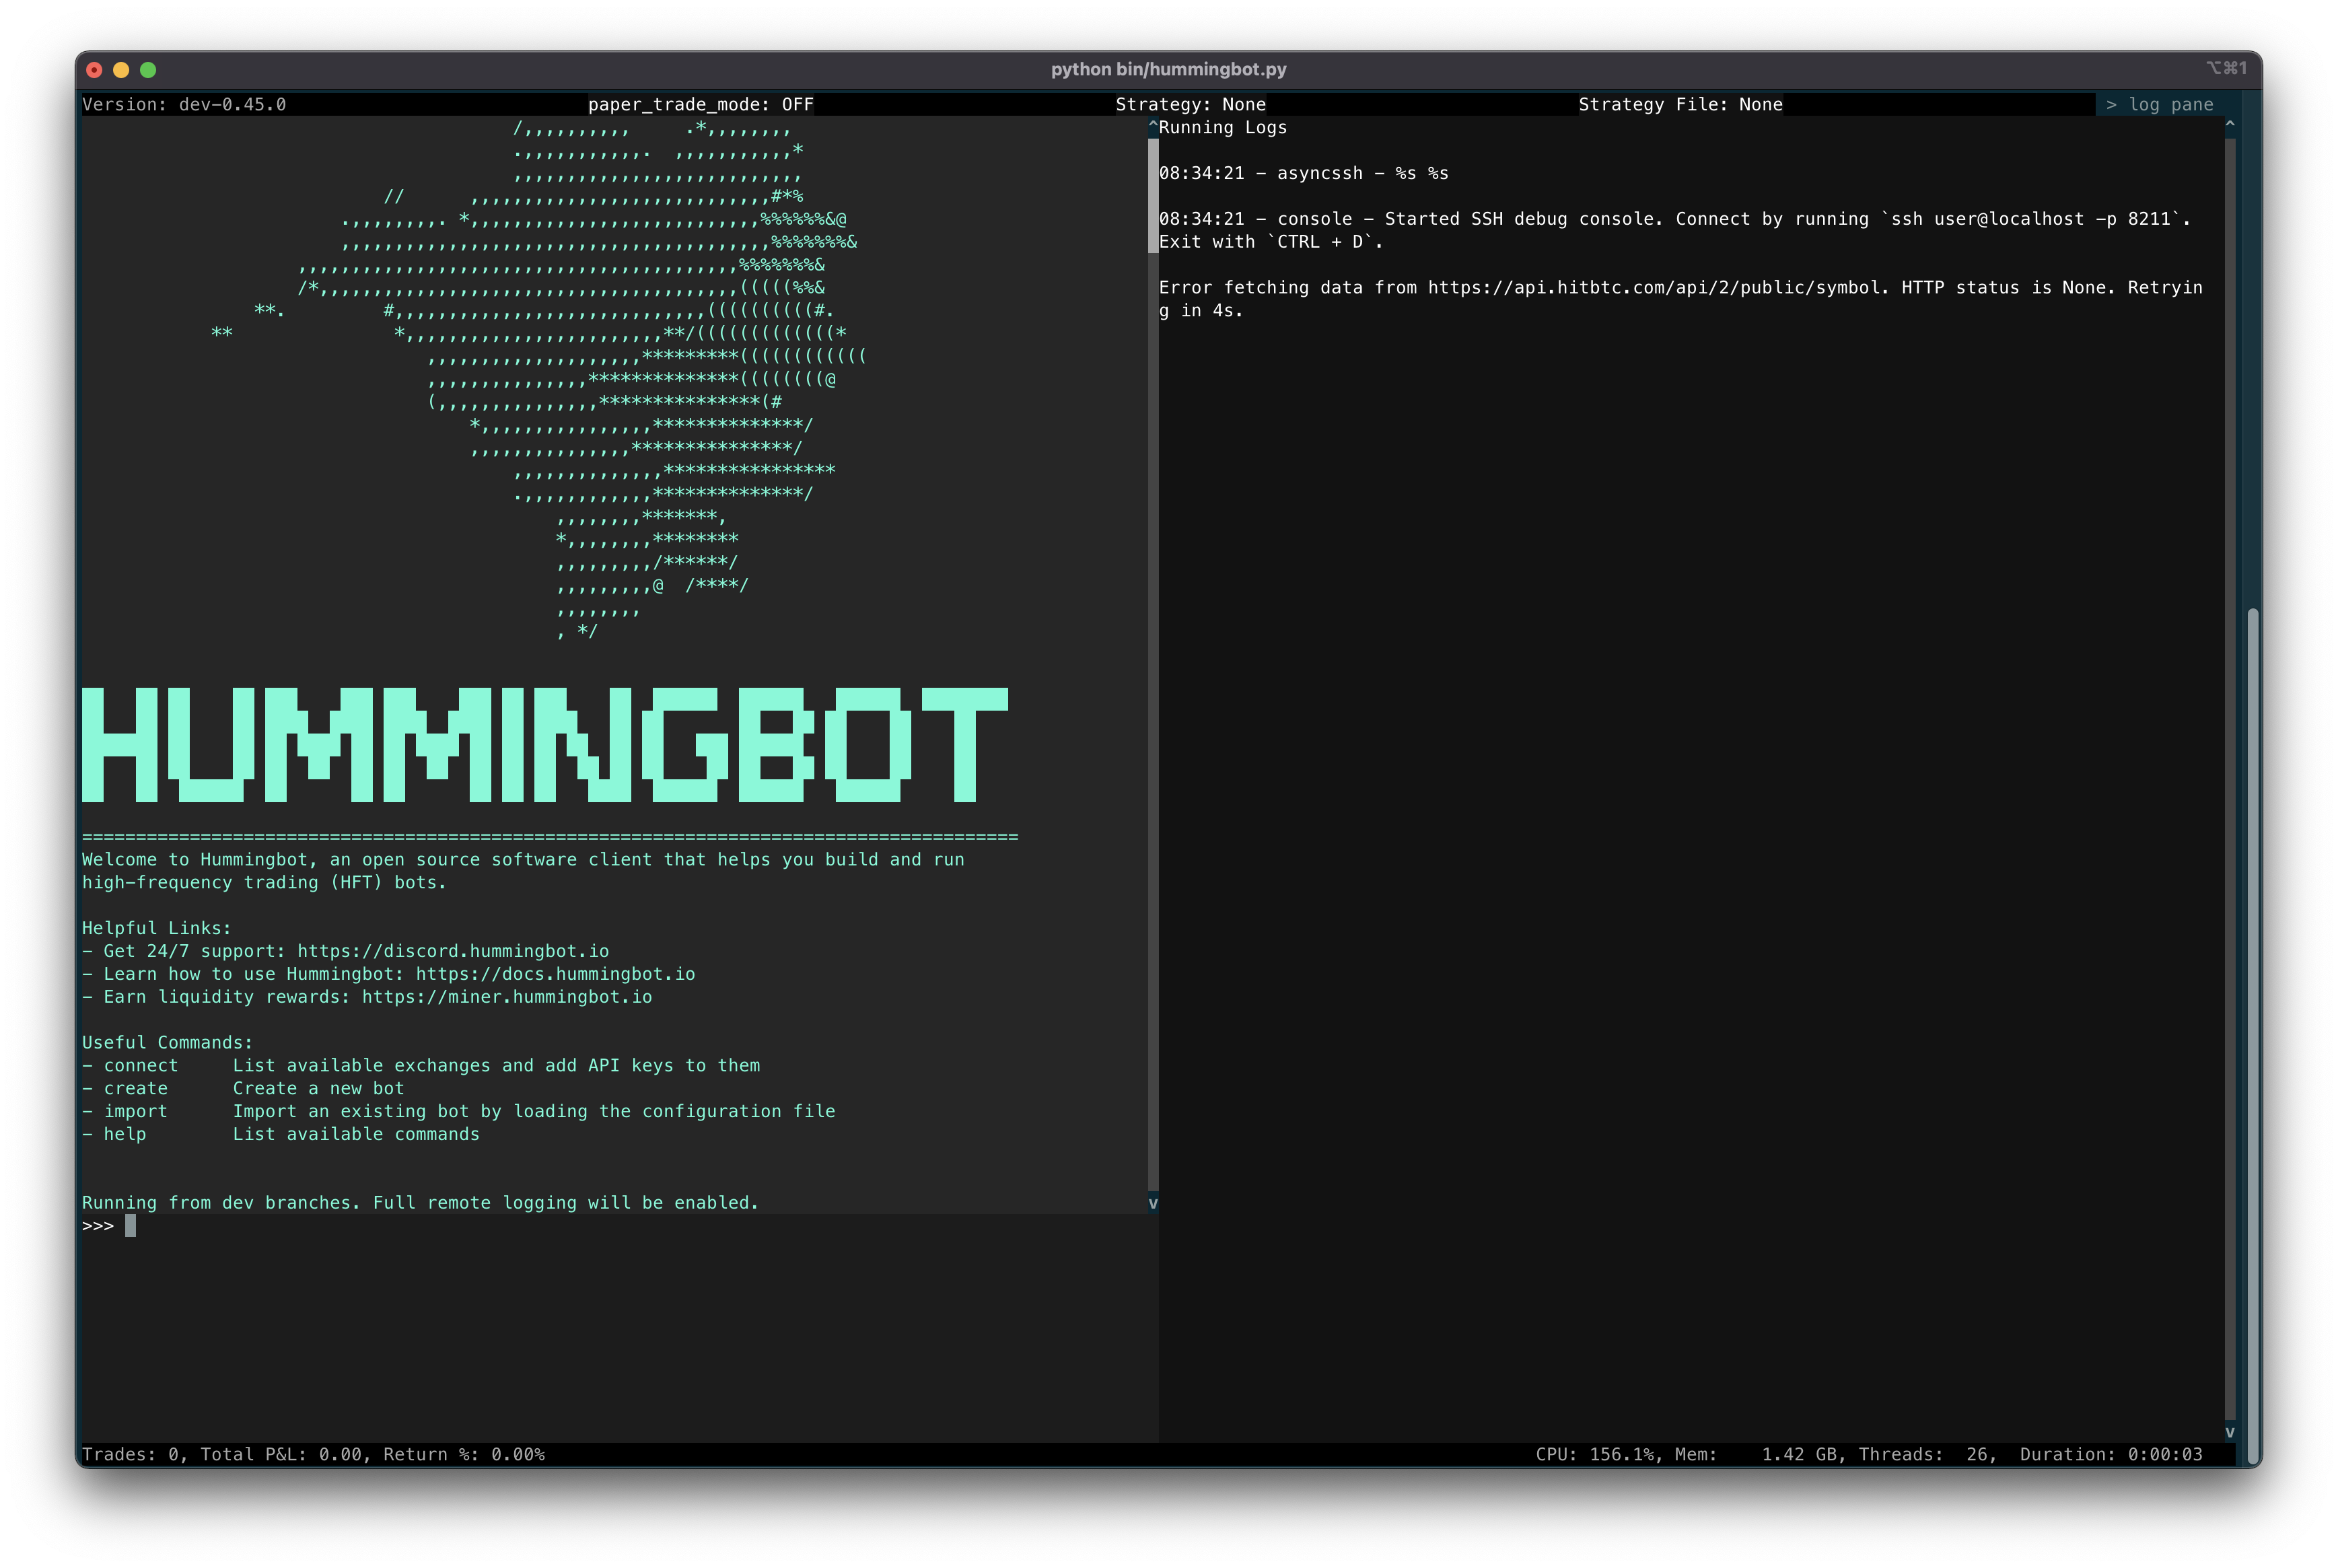 python bin/hummingbot.py
⌥⌘1
Version: dev-0.45.0 paper_trade_mode: OFF Strategy: None Strategy File: None > log pane
HUMMINGBOT
Welcome to Hummingbot, an open source software client that helps you build and run
high-frequency trading (HFT) bots.
Helpful Links:
- Get 24/7 support: https://discord.hummingbot.io
- Learn how to use Hummingbot: https://docs.hummingbot.io
- Earn liquidity rewards: https://miner.hummingbot.io
Useful Commands:
- connect List available exchanges and add API keys to them
- create Create a new bot
- import Import an existing bot by loading the configuration file
- help List available commands
Running from dev branches. Full remote logging will be enabled.
>>>
Running Logs
08:34:21 - asyncssh - %s %s
08:34:21 - console - Started SSH debug console. Connect by running `ssh user@localhost -p 8211`.
Exit with `CTRL + D`.
Error fetching data from https://api.hitbtc.com/api/2/public/symbol. HTTP status is None. Retryin
g in 4s.
Trades: 0, Total P&L: 0.00, Return %: 0.00% CPU: 156.1%, Mem: 1.42 GB, Threads: 26, Duration: 0:00:03